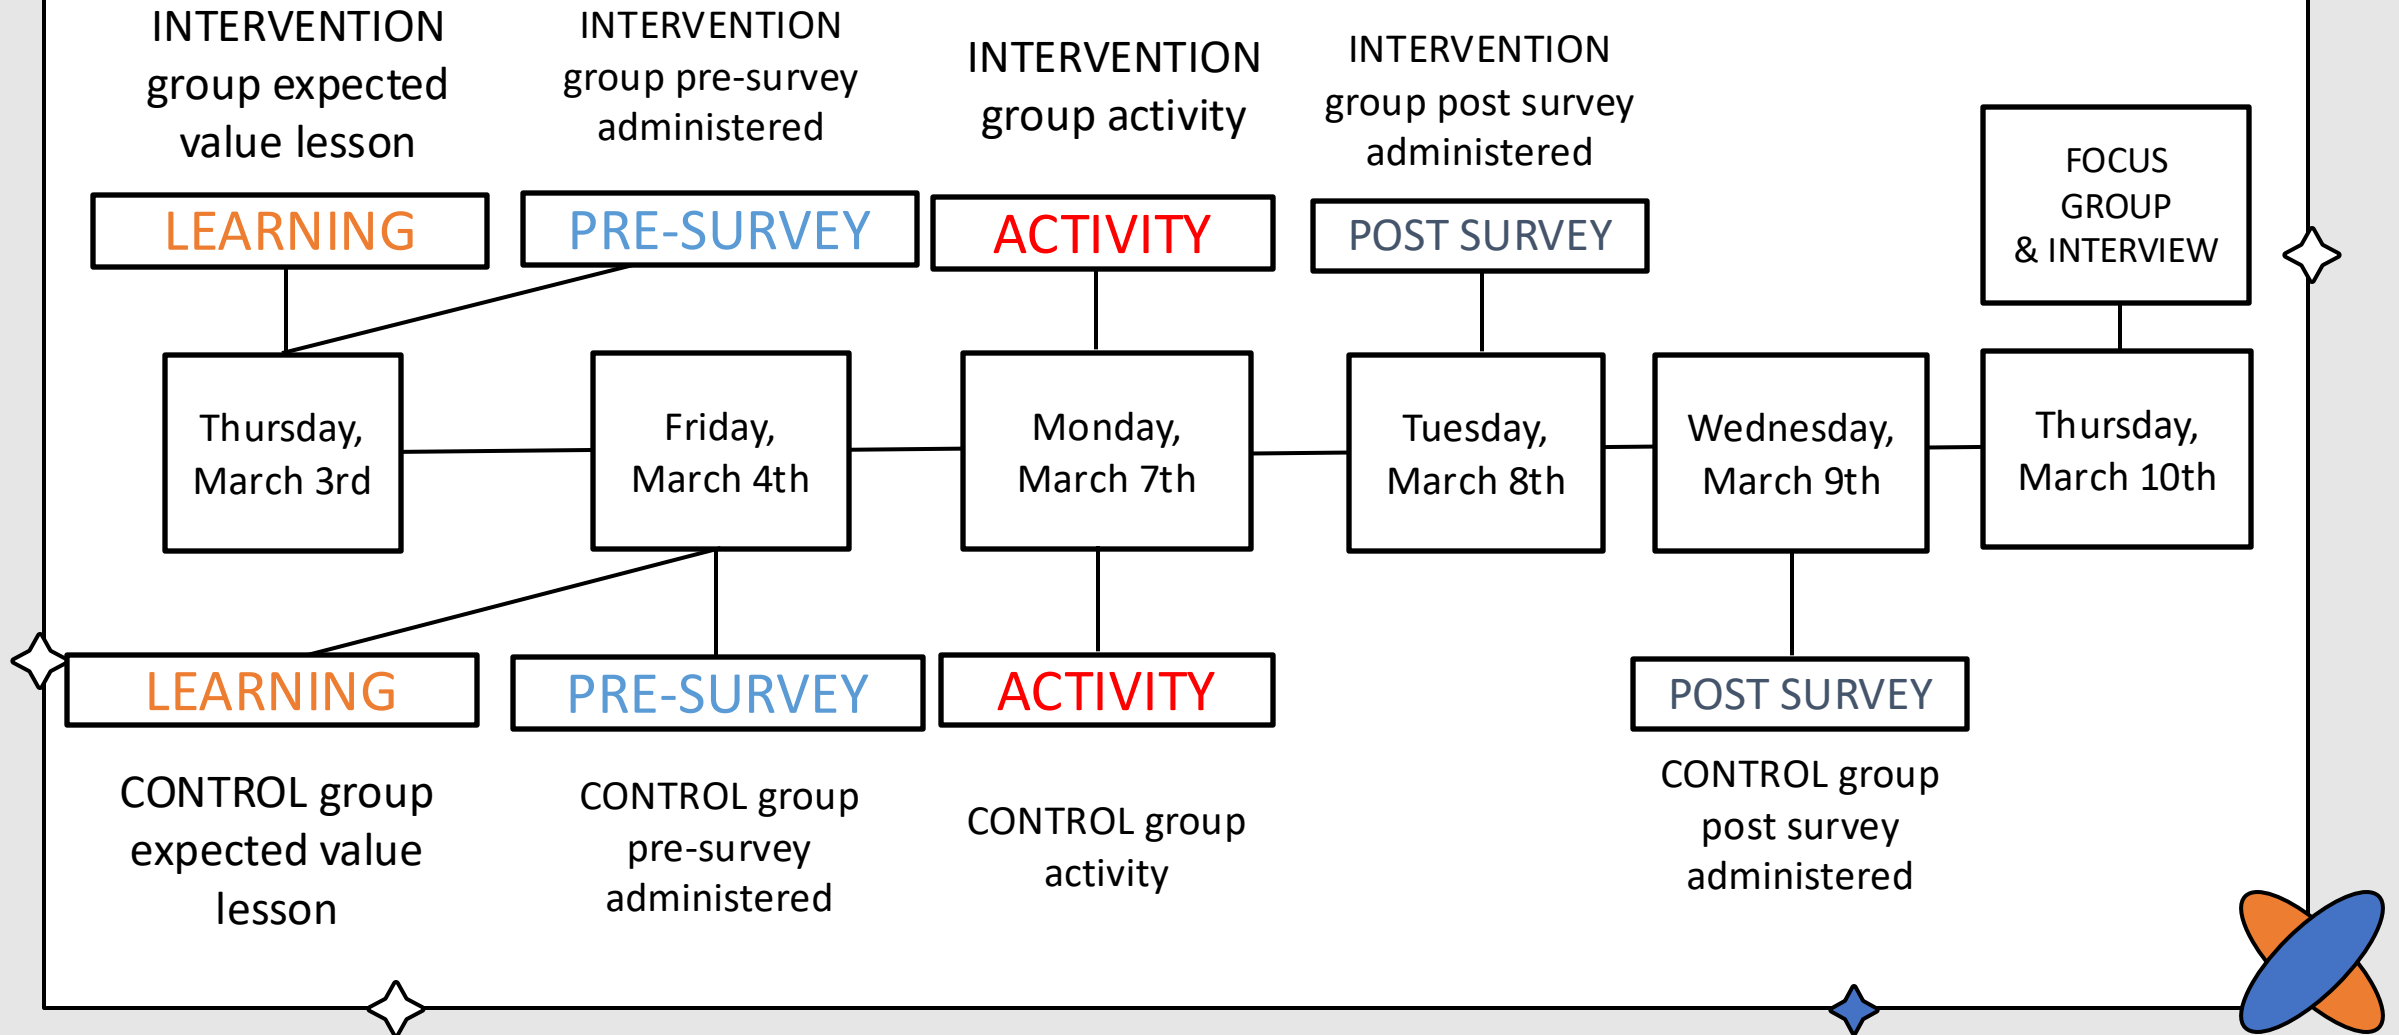 INTERVENTION
group expected
value lesson
INTERVENTION
group pre-survey
administered
INTERVENTION
group activity
INTERVENTION
group post survey
administered
LEARNING
PRE-SURVEY
ACTIVITY
POST SURVEY
FOCUS
GROUP
& INTERVIEW
Thursday,
March 3rd
Friday,
March 4th
Monday,
March 7th
Tuesday,
March 8th
Wednesday,
March 9th
Thursday,
March 10th
LEARNING
PRE-SURVEY
ACTIVITY
POST SURVEY
CONTROL group
expected value
lesson
CONTROL group
pre-survey
administered
CONTROL group
activity
CONTROL group
post survey
administered